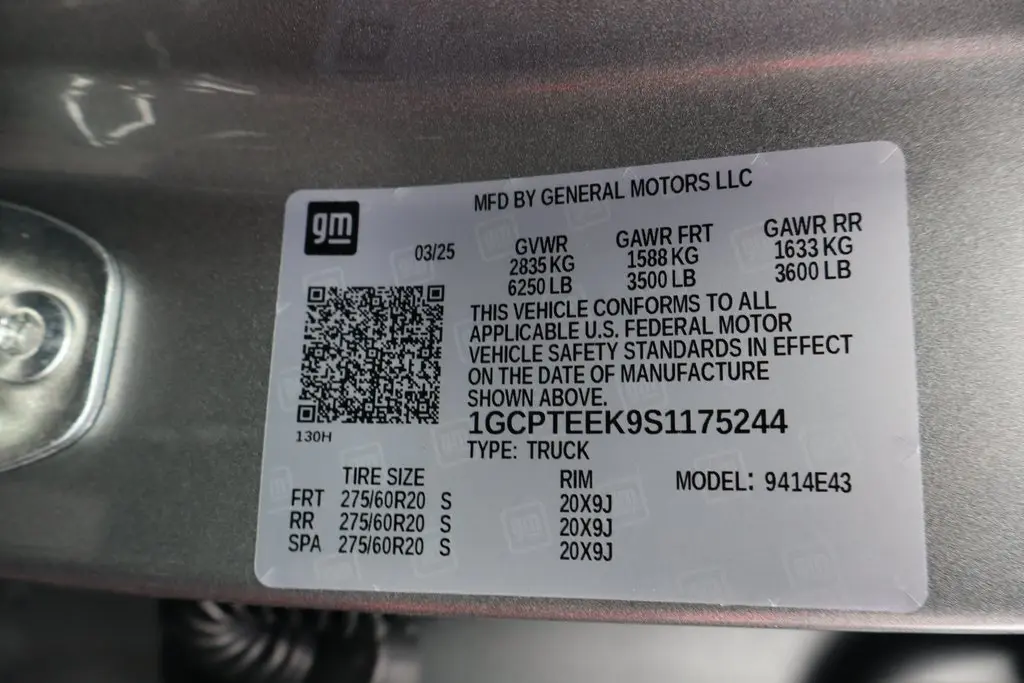 MFD BY GENERAL MOTORS LLC
gm
03/25
GVWR GAWR FRT GAWR RR
2835 KG 1588 KG 1633 KG
6250 LB 3500 LB 3600 LB
THIS VEHICLE CONFORMS TO ALL
APPLICABLE U.S. FEDERAL MOTOR
VEHICLE SAFETY STANDARDS IN EFFECT
ON THE DATE OF MANUFACTURE
SHOWN ABOVE.
1GCPTEEK9S1175244
130H
TYPE: TRUCK
TIRE SIZE RIM MODEL: 9414E43
FRT 275/60R20 S 20X9J
RR 275/60R20 S 20X9J
SPA 275/60R20 S 20X9J